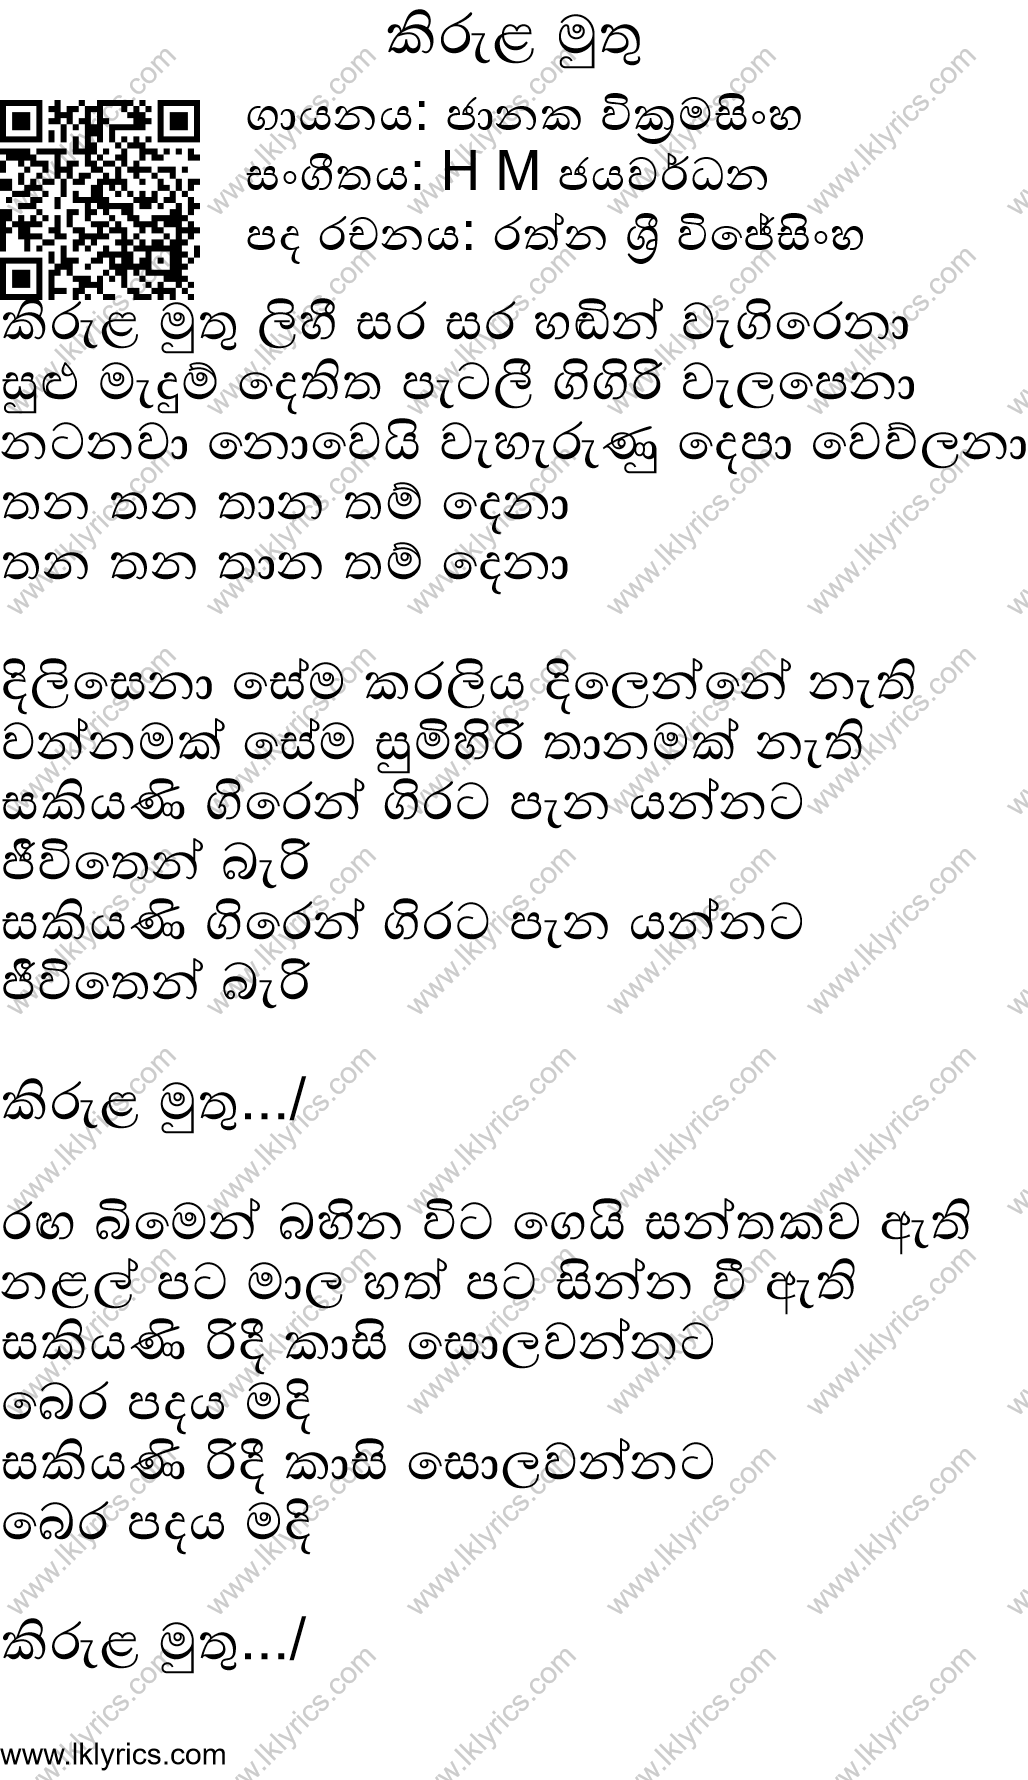 කිරුළ මුතු
ගායනය: ජානක වික්‍රමසිංහ
සංගීතය: H M ජයවර්ධන
පද රචනය: රත්න ශ්‍රී විජේසිංහ
කිරුළ මුතු ලිහී සර සර හඬින් වැගිරෙනා
සුළු මැදුම් දෙතිත පැටලී ගිගිරි වැලපෙනා
නටනවා නොවෙයි වැහැරුණු දෙපා වෙව්ලනා
තන තන තාන තම් දෙනා
තන තන තාන තම් දෙනා
දිලිසෙනා සේම කරලිය දිලෙන්නේ නැති
වන්නමක් සේම සුමිහිරි තානමක් නැති
සකියණි ගිරෙන් ගිරට පැන යන්නට
ජීවිතෙන් බැරි
සකියණි ගිරෙන් ගිරට පැන යන්නට
ජීවිතෙන් බැරි
කිරුළ මුතු.../
රඟ බිමෙන් බහින විට ගෙයි සන්තකව ඇති
නළල් පට මාල හත් පට සින්න වී ඇති
සකියණි රිදී කාසි සොලවන්නට
බෙර පදය මදි
සකියණි රිදී කාසි සොලවන්නට
බෙර පදය මදි
කිරුළ මුතු.../
www.lklyrics.com